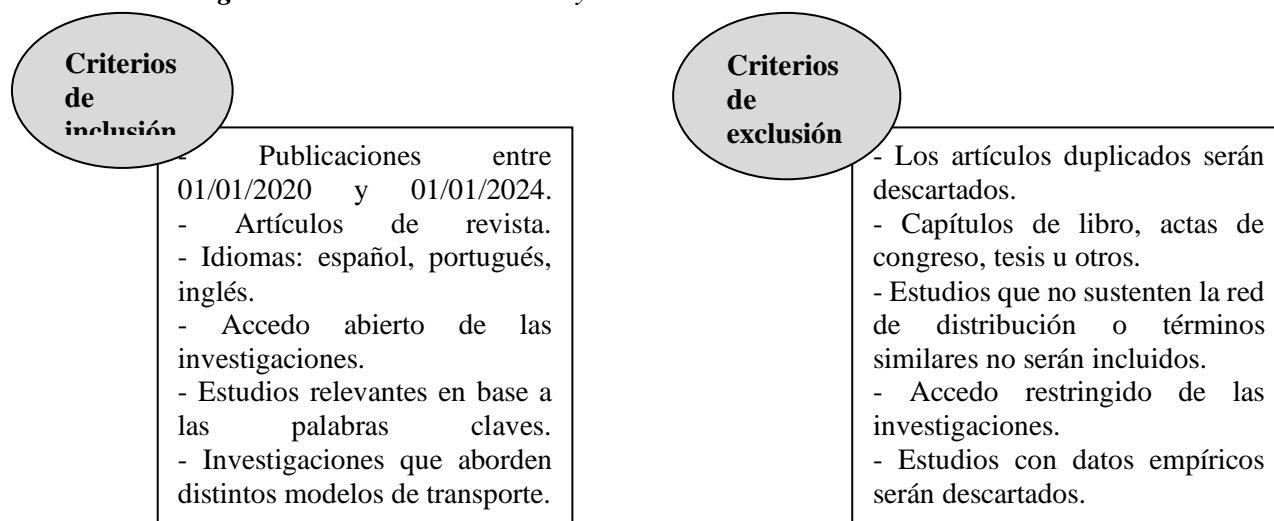 Criterios
de
inclusión
- Publicaciones entre
01/01/2020 y 01/01/2024.
- Artículos de revista.
- Idiomas: español, portugués,
inglés.
- Accedo abierto de las
investigaciones.
- Estudios relevantes en base a
las palabras claves.
- Investigaciones que aborden
distintos modelos de transporte.
Criterios
de
exclusión
- Los artículos duplicados serán
descartados.
- Capítulos de libro, actas de
congreso, tesis u otros.
- Estudios que no sustenten la red
de distribución o términos
similares no serán incluidos.
- Accedo restringido de las
investigaciones.
- Estudios con datos empíricos
serán descartados.